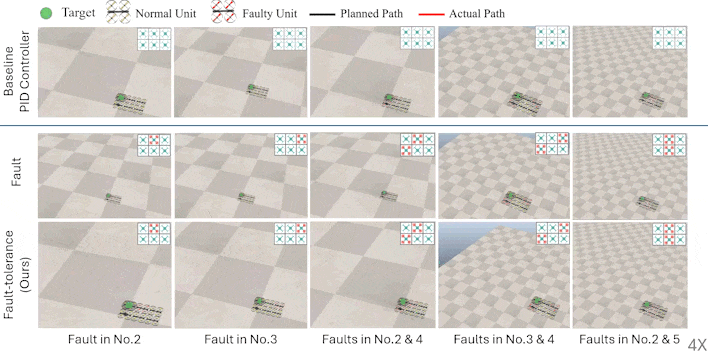 Target Normal Unit Faulty Unit Planned Path Actual Path
Baseline
PID Controller
Fault
Fault-tolerance
(Ours)
Fault in No.2 Fault in No.3 Faults in No.2 & 4 Faults in No.3 & 4 Faults in No.2 & 5
4X